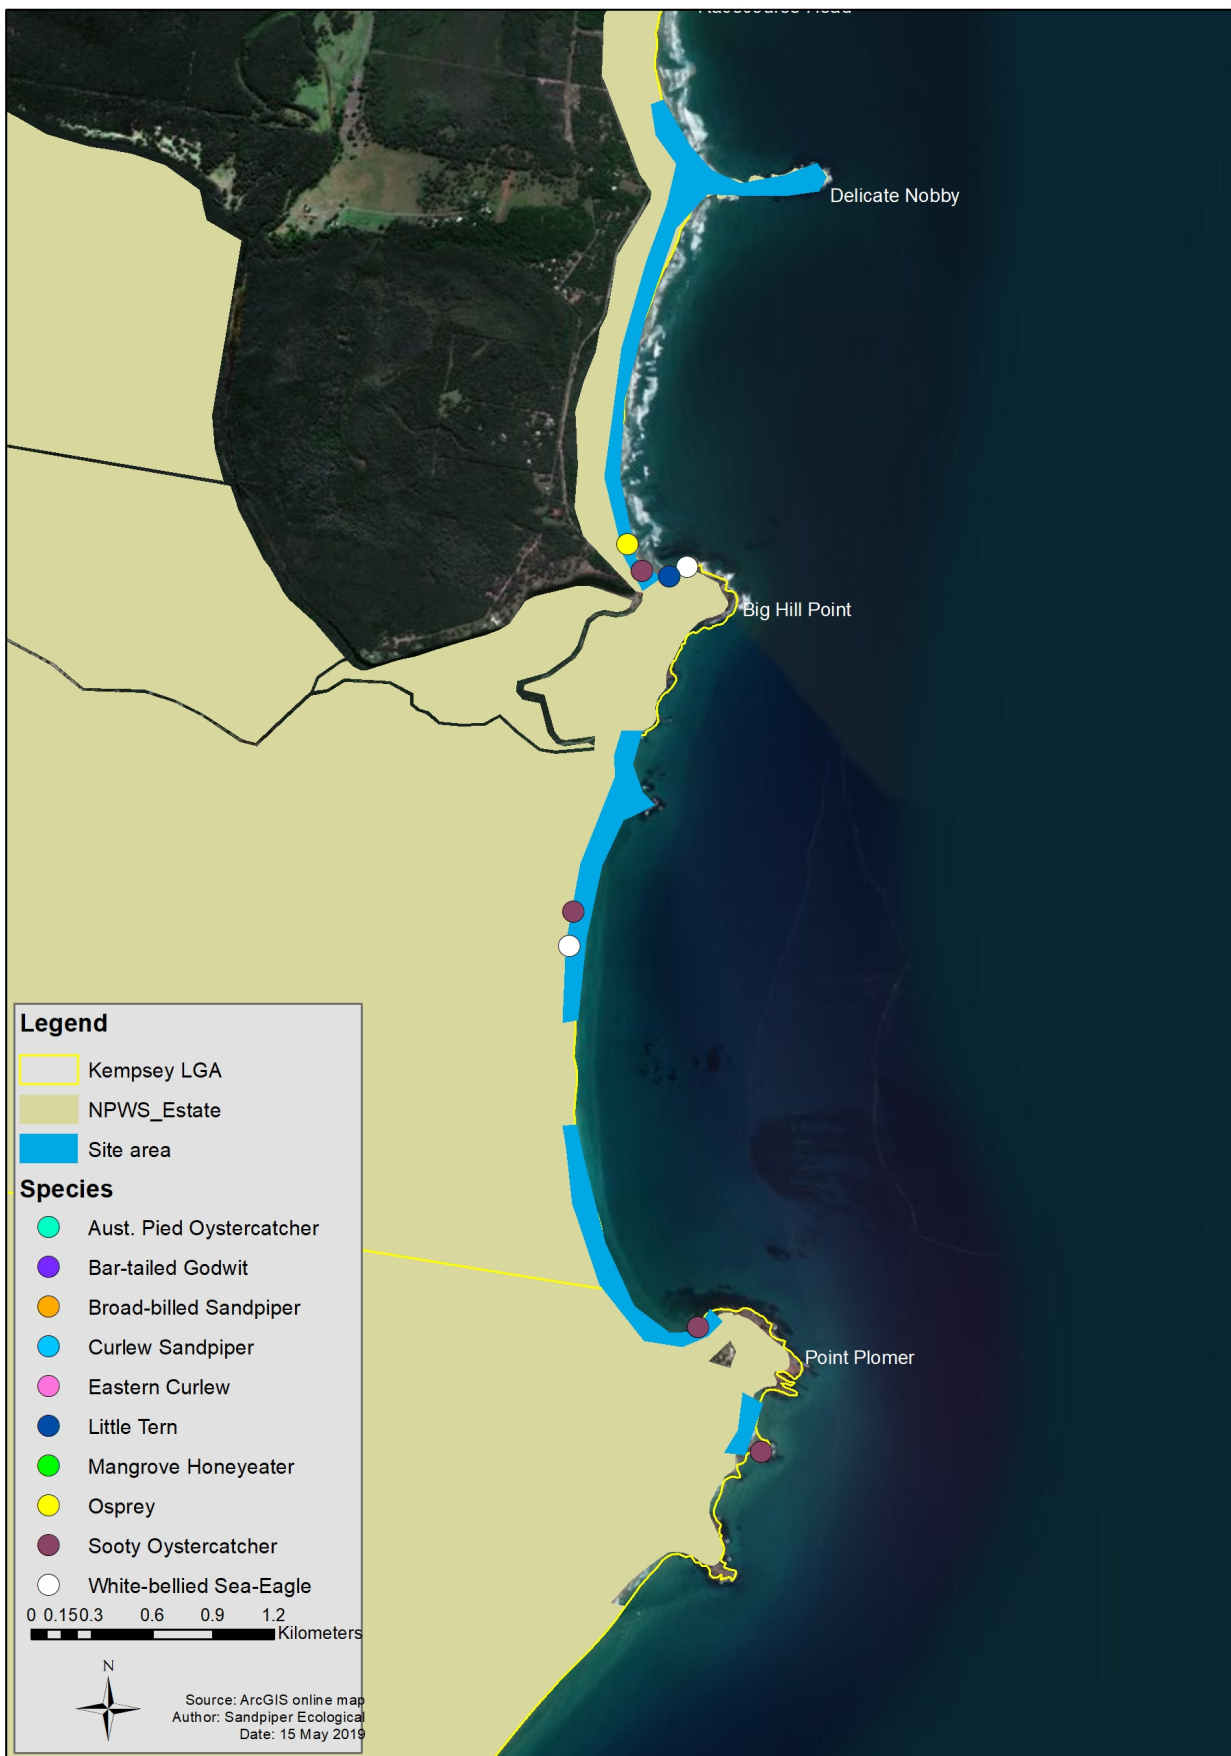 Delicate Nobby
Big Hill Point
Point Plomer
Legend
Kempsey LGA
NPWS_Estate
Site area
Species
Aust. Pied Oystercatcher
Bar-tailed Godwit
Broad-billed Sandpiper
Curlew Sandpiper
Eastern Curlew
Little Tern
Mangrove Honeyeater
Osprey
Sooty Oystercatcher
White-bellied Sea-Eagle
0 0.150.3 0.6 0.9 1.2
Kilometers
N
Source: ArcGIS online map
Author: Sandpiper Ecological
Date: 15 May 2019